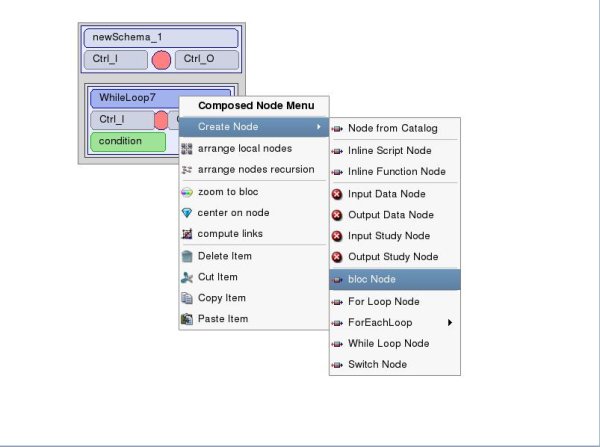 newSchema_1
Ctrl_I
Ctrl_O
WhileLoop7
Ctrl_I
condition
Composed Node Menu
Create Node
arrange local nodes
arrange nodes recursion
zoom to bloc
center on node
compute links
Delete Item
Cut Item
Copy Item
Paste Item
Node from Catalog
Inline Script Node
Inline Function Node
Input Data Node
Output Data Node
Input Study Node
Output Study Node
bloc Node
For Loop Node
ForEachLoop
While Loop Node
Switch Node